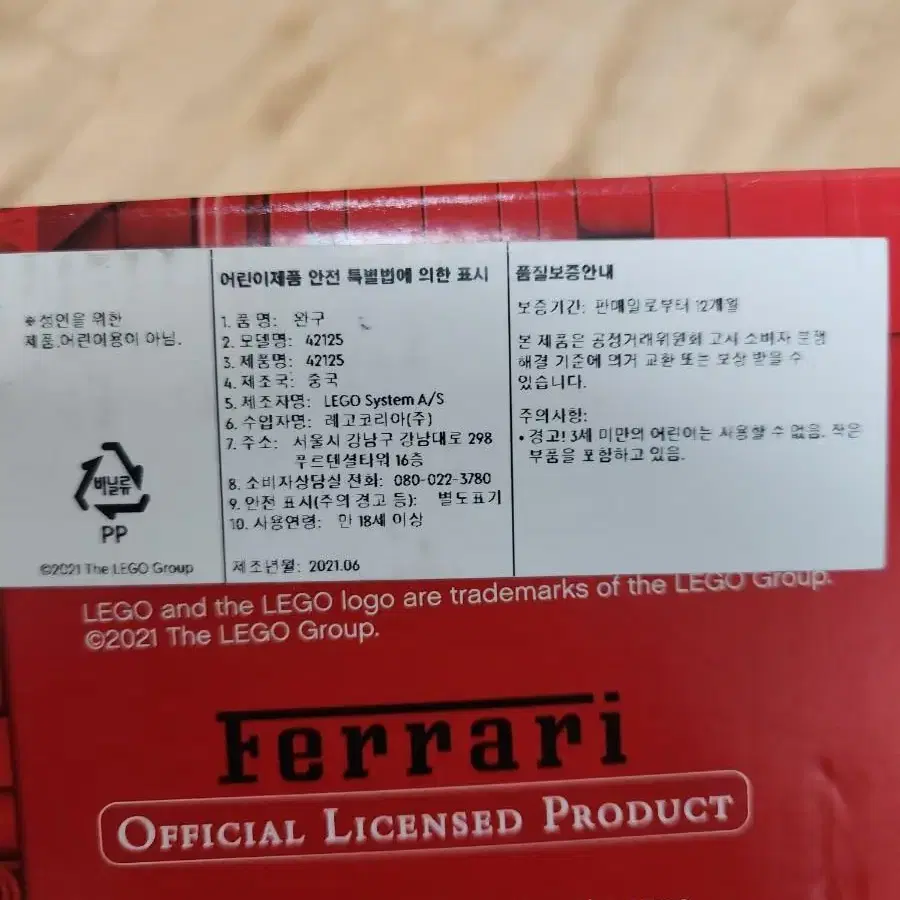 ※성인을 위한
제품.어린이용이 아님.
바닐류
PP
©2021 The LEGO Group
어린이제품 안전 특별법에 의한 표시
1. 품 명: 완구
2. 모델명: 42125
3. 제품명: 42125
4. 제조국: 중국
5. 제조자명: LEGO System A/S
6. 수입자명: 레고코리아(주)
7. 주소: 서울시 강남구 강남대로 298
푸르덴셜타워 16층
8. 소비자상담실 전화: 080-022-3780
9. 안전 표시(주의 경고 등): 별도표기
10. 사용연령: 만 18세 이상
제조년월: 2021.06
품질보증안내
보증기간: 판매일로부터 12개월
본 제품은 공정거래위원회 고시 소비자 분쟁
해결 기준에 의거 교환 또는 보상 받을 수
있습니다.
주의사항:
• 경고! 3세 미만의 어린이는 사용할 수 없음. 작은
부품을 포함하고 있음.
LEGO and the LEGO logo are trademarks of the LEGO Group.
©2021 The LEGO Group.
Ferrari
OFFICIAL LICENSED PRODUCT